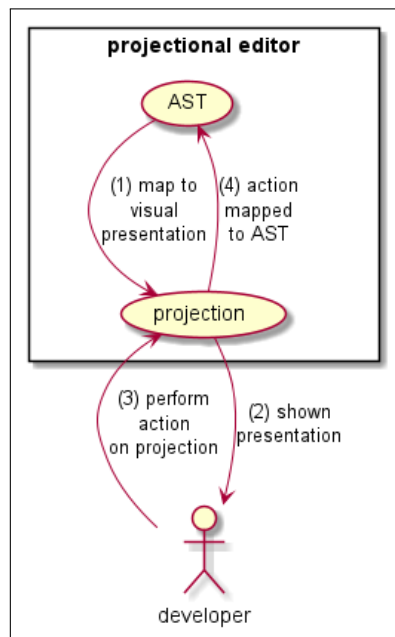 projectional editor
AST
(1) map to
visual
presentation
(4) action
mapped
to AST
projection
(3) perform
action
on projection
(2) shown
presentation
developer